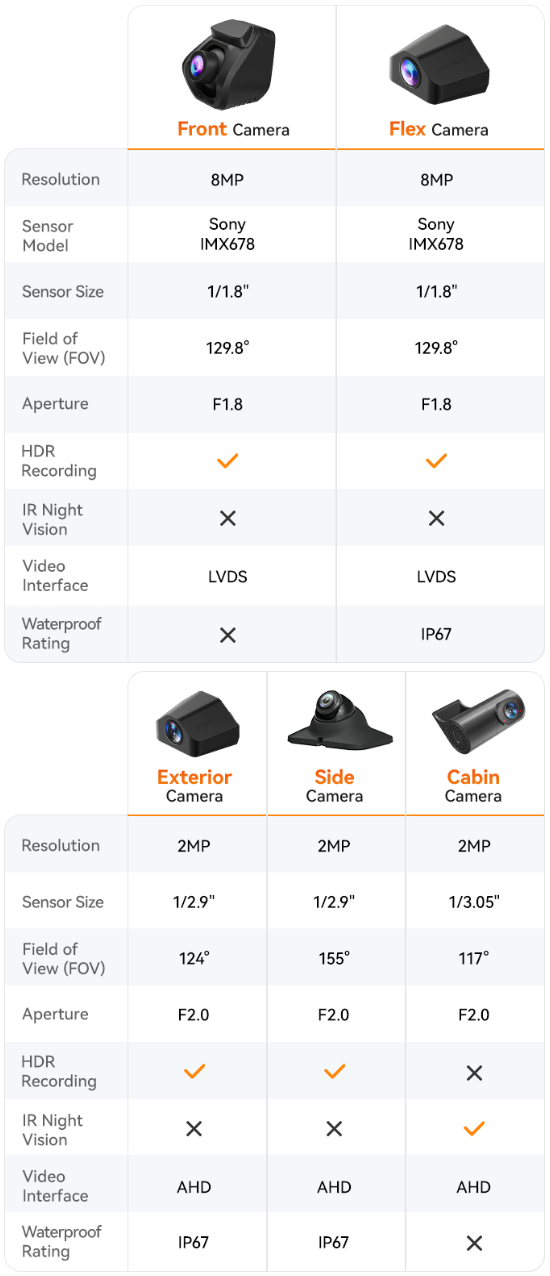 Front Camera Flex Camera
Resolution 8MP 8MP
Sensor Model Sony IMX678 Sony IMX678
Sensor Size 1/1.8" 1/1.8"
Field of View (FOV) 129.8° 129.8°
Aperture F1.8 F1.8
HDR Recording
IR Night Vision
Video Interface LVDS LVDS
Waterproof Rating IP67
Exterior Camera Side Camera Cabin Camera
Resolution 2MP 2MP 2MP
Sensor Size 1/2.9" 1/2.9" 1/3.05"
Field of View (FOV) 124° 155° 117°
Aperture F2.0 F2.0 F2.0
HDR Recording
IR Night Vision
Video Interface AHD AHD AHD
Waterproof Rating IP67 IP67